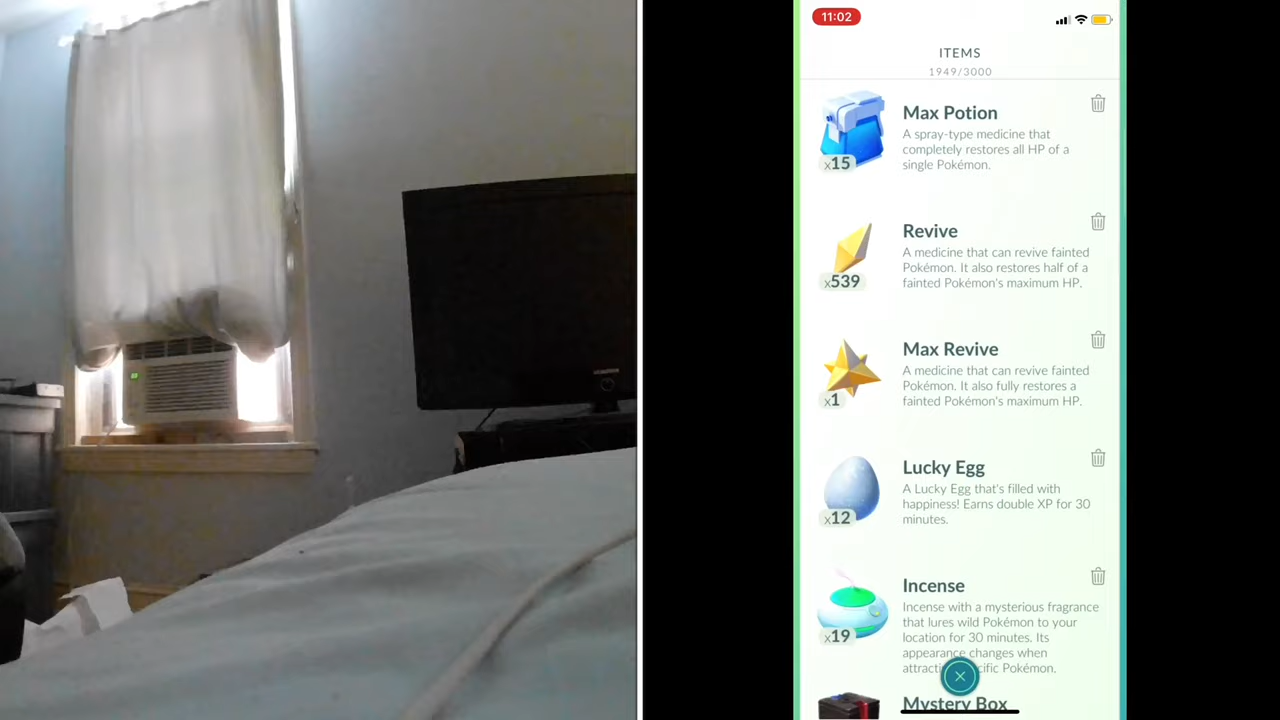 11:02
ITEMS
1949/3000
Max Potion
A spray-type medicine that
completely restores all HP of a
single Pokémon.
x15
Revive
A medicine that can revive fainted
Pokémon. It also restores half of a
fainted Pokémon's maximum HP.
x539
Max Revive
A medicine that can revive fainted
Pokémon. It also fully restores a
fainted Pokémon's maximum HP.
x1
Lucky Egg
A Lucky Egg that's filled with
happiness! Earns double XP for 30
minutes.
x12
Incense
Incense with a mysterious fragrance
that lures wild Pokémon to your
location for 30 minutes. Its
appearance changes when
Pokémon.
x19
Mystery Box